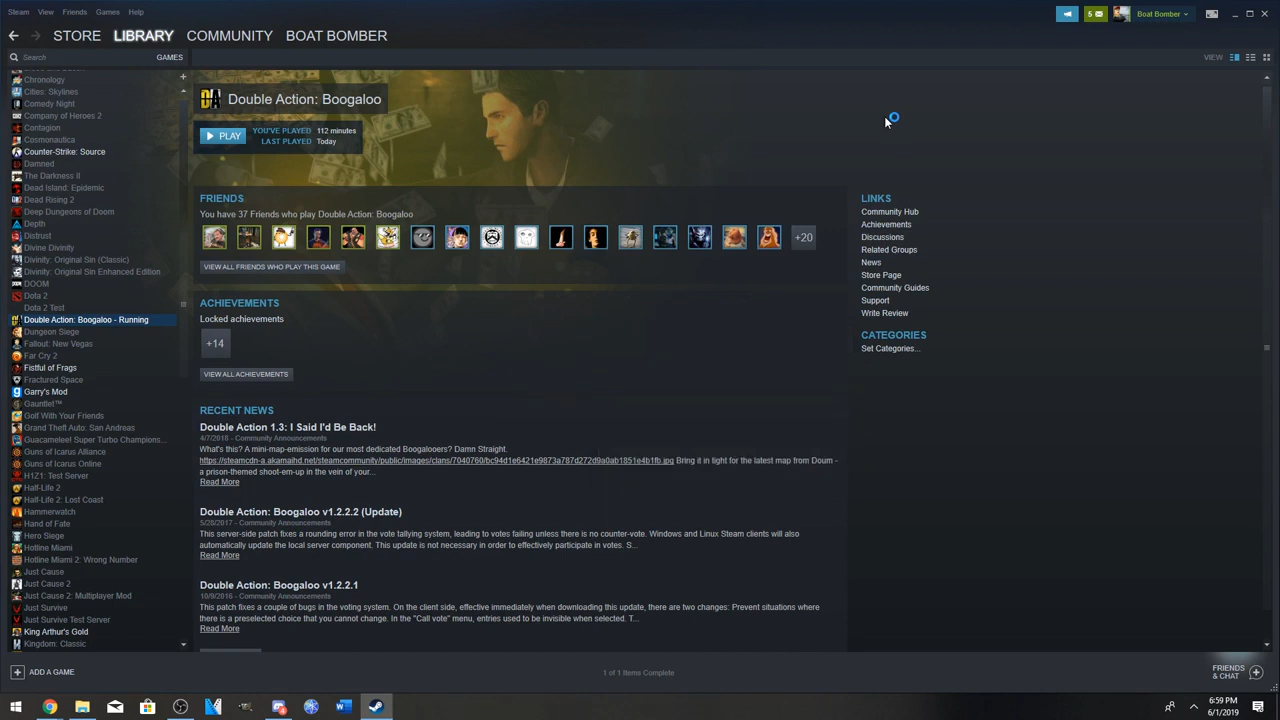 Steam View Friends Games Help
5 Boat Bomber
STORE LIBRARY COMMUNITY BOAT BOMBER
Search GAMES VIEW
Chronology
Cities: Skylines
Comedy Night
Company of Heroes 2
Contagion
Cosmonautica
Counter-Strike: Source
Damned
The Darkness II
Dead Island: Epidemic
Dead Rising 2
Deep Dungeons of Doom
Depth
Distrust
Divine Divinity
Divinity: Original Sin (Classic)
Divinity: Original Sin Enhanced Edition
DOOM
Dota 2
Dota 2 Test
Double Action: Boogaloo - Running
Dungeon Siege
Fallout: New Vegas
Far Cry 2
Fistful of Frags
Fractured Space
Garry's Mod
Gauntlet™
Golf With Your Friends
Grand Theft Auto: San Andreas
Guacamelee! Super Turbo Champions...
Guns of Icarus Alliance
Guns of Icarus Online
H1Z1: Test Server
Half-Life 2
Half-Life 2: Lost Coast
Hammerwatch
Hand of Fate
Hero Siege
Hotline Miami
Hotline Miami 2: Wrong Number
Just Cause
Just Cause 2
Just Cause 2: Multiplayer Mod
Just Survive
Just Survive Test Server
King Arthur's Gold
Kingdom: Classic
DA Double Action: Boogaloo
PLAY
YOU'VE PLAYED 112 minutes
LAST PLAYED Today
FRIENDS
You have 37 Friends who play Double Action: Boogaloo
+20
VIEW ALL FRIENDS WHO PLAY THIS GAME
ACHIEVEMENTS
Locked achievements
+14
VIEW ALL ACHIEVEMENTS
RECENT NEWS
Double Action 1.3: I Said I'd Be Back!
4/7/2018 - Community Announcements
What's this? A mini-map-emission for our most dedicated Boogalooers? Damn Straight.
https://steamcdn-a.akamaihd.net/steamcommunity/public/images/clans/7040760/bc94d1e6421e9873a787d272d9a0ab1851e4b1fb.jpg Bring it in light for the latest map from Doum -
a prison-themed shoot-em-up in the vein of your...
Read More
Double Action: Boogaloo v1.2.2.2 (Update)
5/28/2017 - Community Announcements
This server-side patch fixes a rounding error in the vote tallying system, leading to votes failing unless there is no counter-vote. Windows and Linux Steam clients will also
automatically update the local server component. This update is not necessary in order to effectively participate in votes. S...
Read More
Double Action: Boogaloo v1.2.2.1
10/9/2016 - Community Announcements
This patch fixes a couple of bugs in the voting system. On the client side, effective immediately when downloading this update, there are two changes: Prevent situations where
there is a preselected choice that you cannot change. In the "Call vote" menu, entries used to be invisible when selected. T...
Read More
LINKS
Community Hub
Achievements
Discussions
Related Groups
News
Store Page
Community Guides
Support
Write Review
CATEGORIES
Set Categories...
ADD A GAME
1 of 1 Items Complete
FRIENDS
& CHAT
6:59 PM
6/1/2019